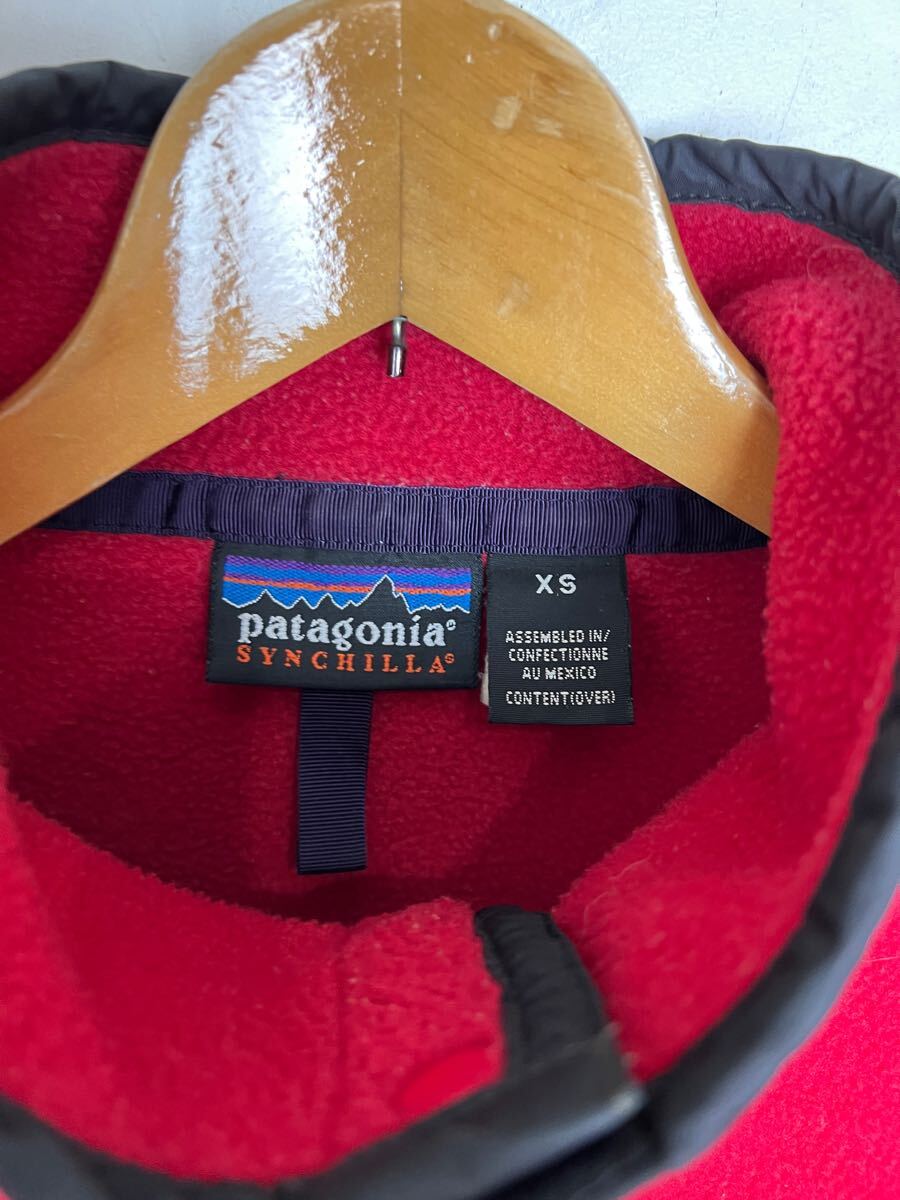 patagonia®
SYNCHILLA®
XS
ASSEMBLED IN/
CONFECTIONNE
AU MEXICO
CONTENT(OVER)